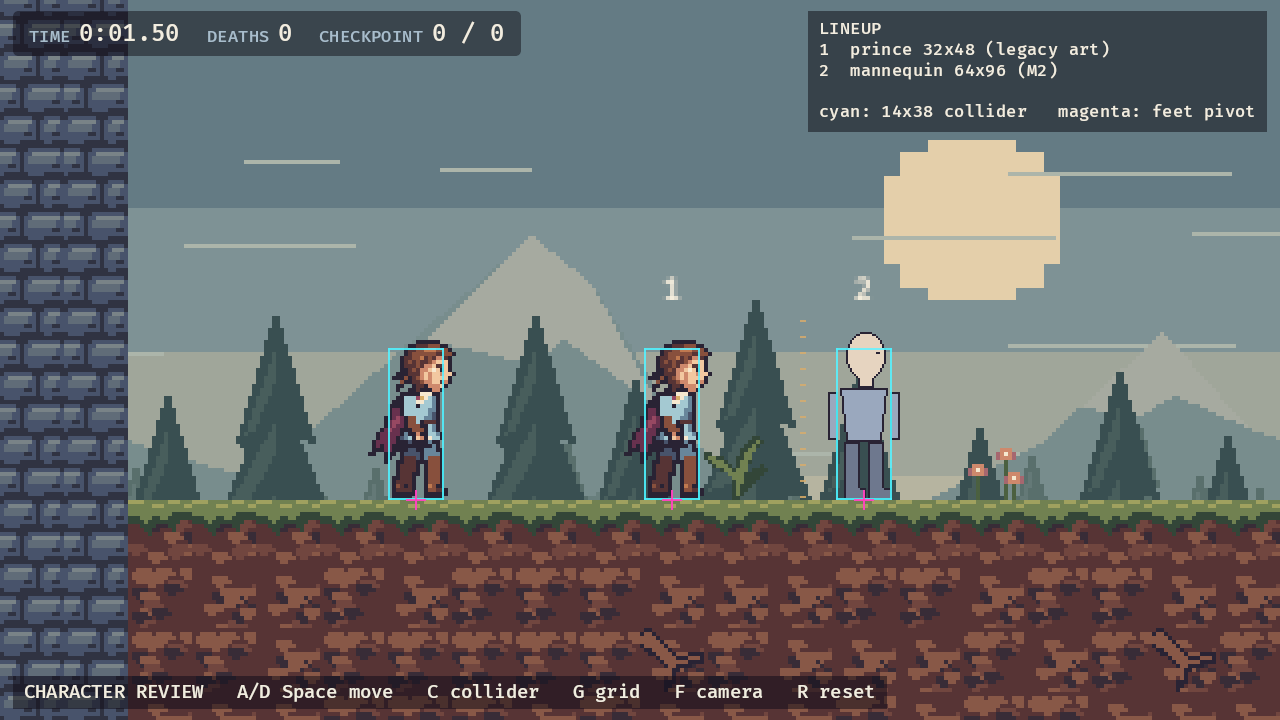 TIME 0:01.50 DEATHS 0 CHECKPOINT 0 / 0
LINEUP
1 prince 32x48 (legacy art)
2 mannequin 64x96 (M2)
cyan: 14x38 collider magenta: feet pivot
1 2
CHARACTER REVIEW A/D Space move C collider G grid F camera R reset